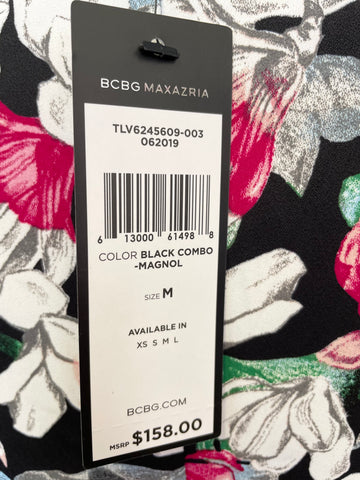 BCBG MAXAZRIA
TLV6245609-003
062019
6 13000 61498 8
COLOR BLACK COMBO
-MAGNOL
SIZE M
AVAILABLE IN
XS S M L
BCBG.COM
MSRP $158.00